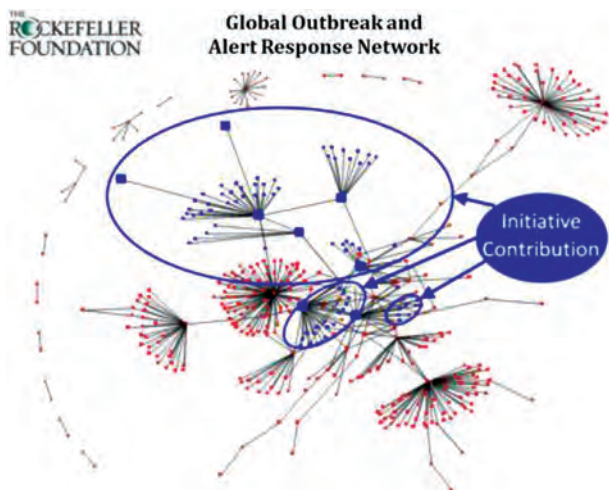 THE
ROCKEFELLER
FOUNDATION
Global Outbreak and
Alert Response Network
Initiative
Contribution